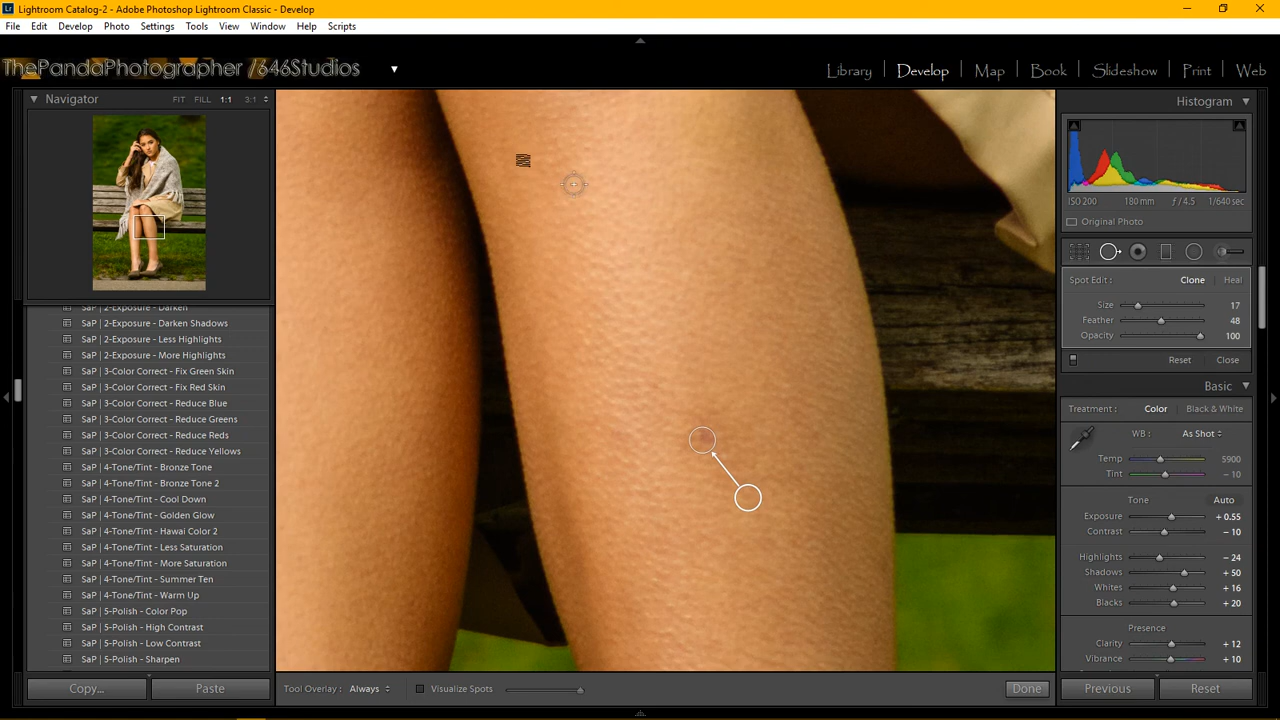 Lightroom Catalog-2 - Adobe Photoshop Lightroom Classic - Develop
File Edit Develop Photo Settings Tools View Window Help Scripts
ThePandaPhotographer /646Studios
Library Develop Map Book Slideshow Print Web
Navigator FIT FILL 1:1 3:1
SaP | 2-Exposure - Darken
SaP | 2-Exposure - Darken Shadows
SaP | 2-Exposure - Less Highlights
SaP | 2-Exposure - More Highlights
SaP | 3-Color Correct - Fix Green Skin
SaP | 3-Color Correct - Fix Red Skin
SaP | 3-Color Correct - Reduce Blue
SaP | 3-Color Correct - Reduce Greens
SaP | 3-Color Correct - Reduce Reds
SaP | 3-Color Correct - Reduce Yellows
SaP | 4-Tone/Tint - Bronze Tone
SaP | 4-Tone/Tint - Bronze Tone 2
SaP | 4-Tone/Tint - Cool Down
SaP | 4-Tone/Tint - Golden Glow
SaP | 4-Tone/Tint - Hawai Color 2
SaP | 4-Tone/Tint - Less Saturation
SaP | 4-Tone/Tint - More Saturation
SaP | 4-Tone/Tint - Summer Ten
SaP | 4-Tone/Tint - Warm Up
SaP | 5-Polish - Color Pop
SaP | 5-Polish - High Contrast
SaP | 5-Polish - Low Contrast
SaP | 5-Polish - Sharpen
Copy... Paste
Tool Overlay : Always Visualize Spots Done
Histogram
ISO 200 180 mm ƒ / 4.5 1/640 sec
Original Photo
Spot Edit : Clone Heal
Size 17
Feather 48
Opacity 100
Reset Close
Basic
Treatment : Color Black & White
WB : As Shot
Temp 5900
Tint – 10
Tone Auto
Exposure + 0.55
Contrast – 10
Highlights – 24
Shadows + 50
Whites + 16
Blacks + 20
Presence
Clarity + 12
Vibrance + 10
Previous Reset